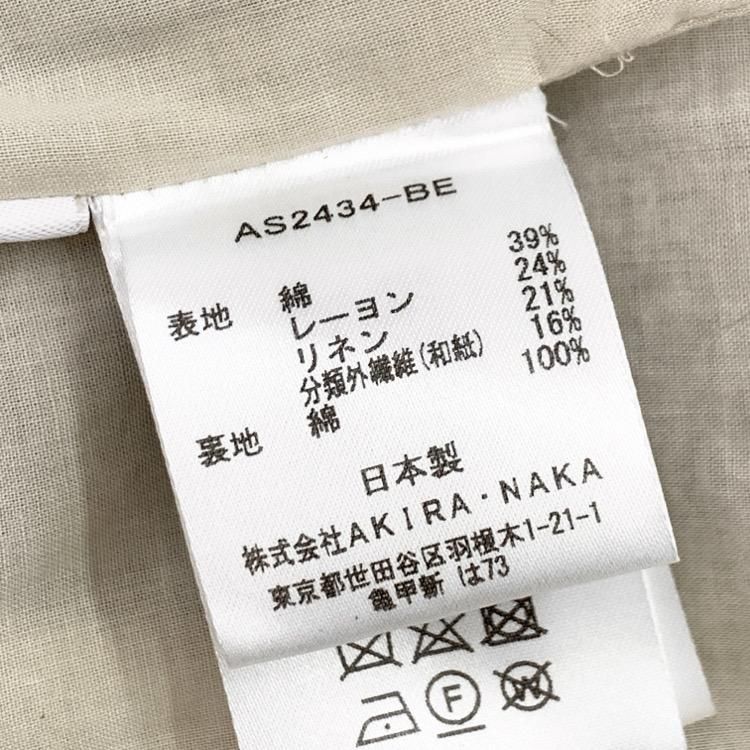 AS2434-BE
表地 綿 39%
レーヨン 24%
リネン 21%
分類外繊維(和紙) 16%
裏地 綿 100%
日本製
株式会社AKIRA・NAKA
東京都世田谷区羽根木1-21-1
亀甲新 は73
F
W